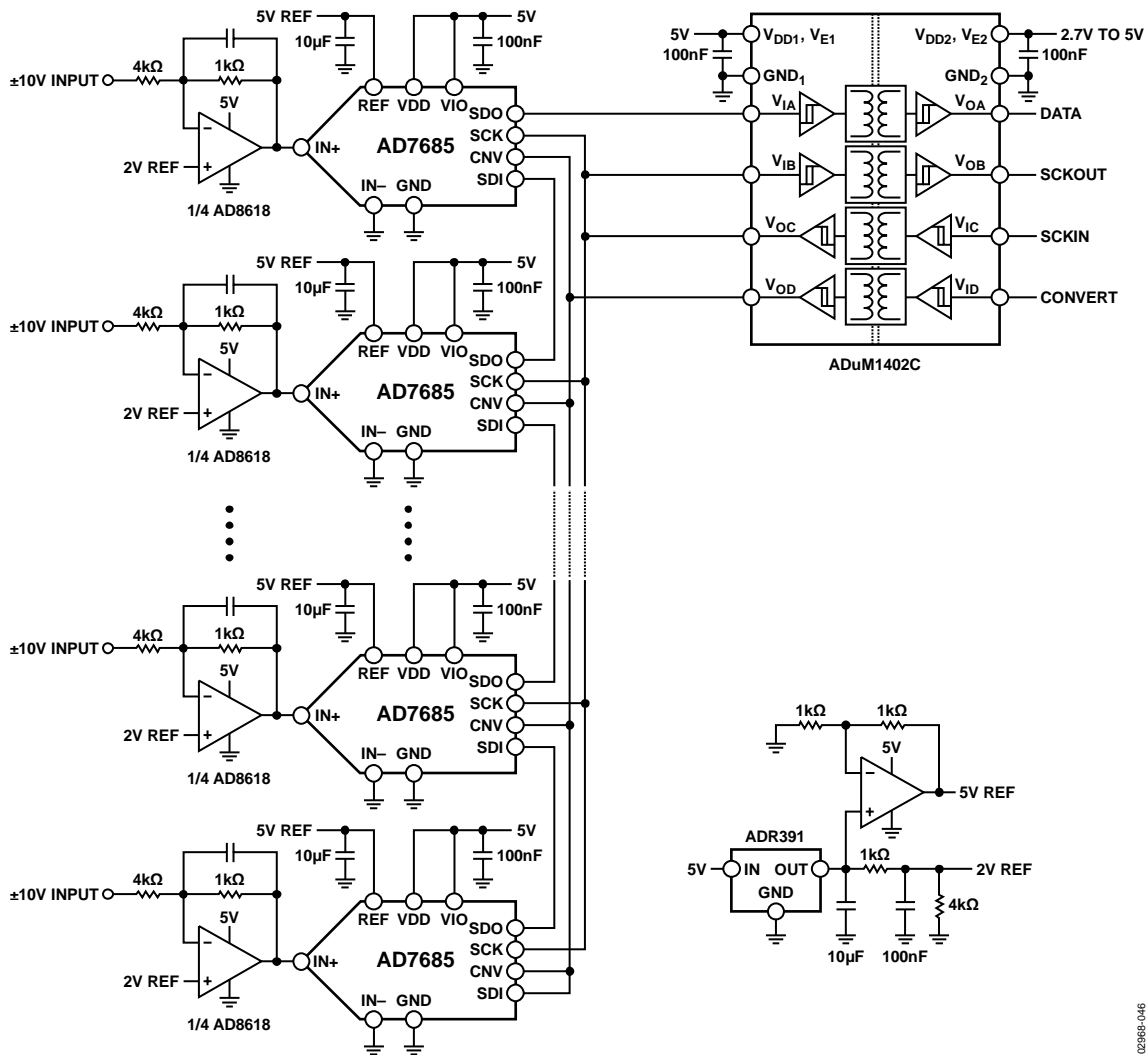 5V REF
5V
10µF
100nF
4kΩ
1kΩ
±10V INPUT
5V
2V REF
1/4 AD8618
REF VDD VIO
IN+
AD7685
SDO
SCK
CNV
SDI
IN– GND
5V REF
5V
10µF
100nF
4kΩ
1kΩ
±10V INPUT
5V
2V REF
1/4 AD8618
REF VDD VIO
IN+
AD7685
SDO
SCK
CNV
SDI
IN– GND
5V REF
5V
10µF
100nF
4kΩ
1kΩ
±10V INPUT
5V
2V REF
1/4 AD8618
REF VDD VIO
IN+
AD7685
SDO
SCK
CNV
SDI
IN– GND
5V REF
5V
10µF
100nF
4kΩ
1kΩ
±10V INPUT
5V
2V REF
1/4 AD8618
REF VDD VIO
IN+
AD7685
SDO
SCK
CNV
SDI
IN– GND
5V
100nF
VDD1, VE1
VDD2, VE2
2.7V TO 5V
100nF
GND1
GND2
VIA
VOA
DATA
VIB
VOB
SCKOUT
VOC
VIC
SCKIN
VOD
VID
CONVERT
ADuM1402C
1kΩ
1kΩ
5V
5V REF
ADR391
5V
IN OUT
GND
1kΩ
2V REF
4kΩ
10µF
100nF
02968-046